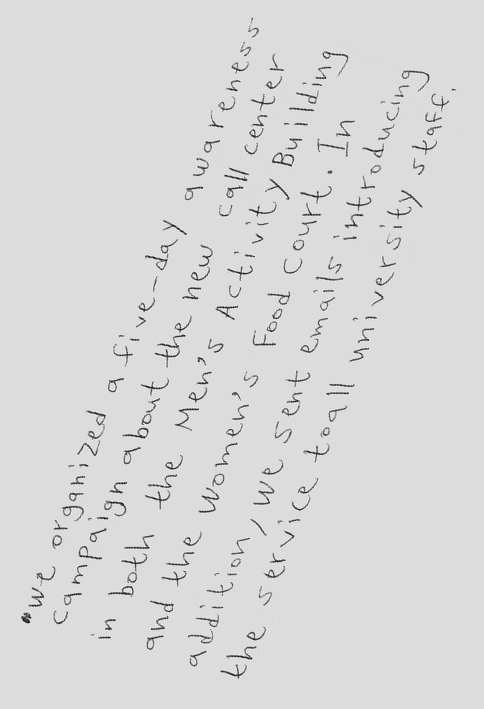 "we organized a five-day awareness
campaign about the new call center
in both the Men's Activity Building
and the Women's Food Court. In
addition, we sent emails introducing
the service to all university staff.